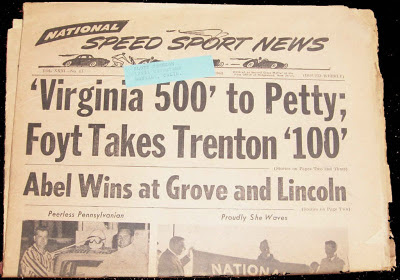 NATIONAL
SPEED SPORT NEWS
'Virginia 500' to Petty;
Foyt Takes Trenton '100'
Abel Wins at Grove and Lincoln
Peerless Pennsylvanian
Proudly She Waves
NATIONAL